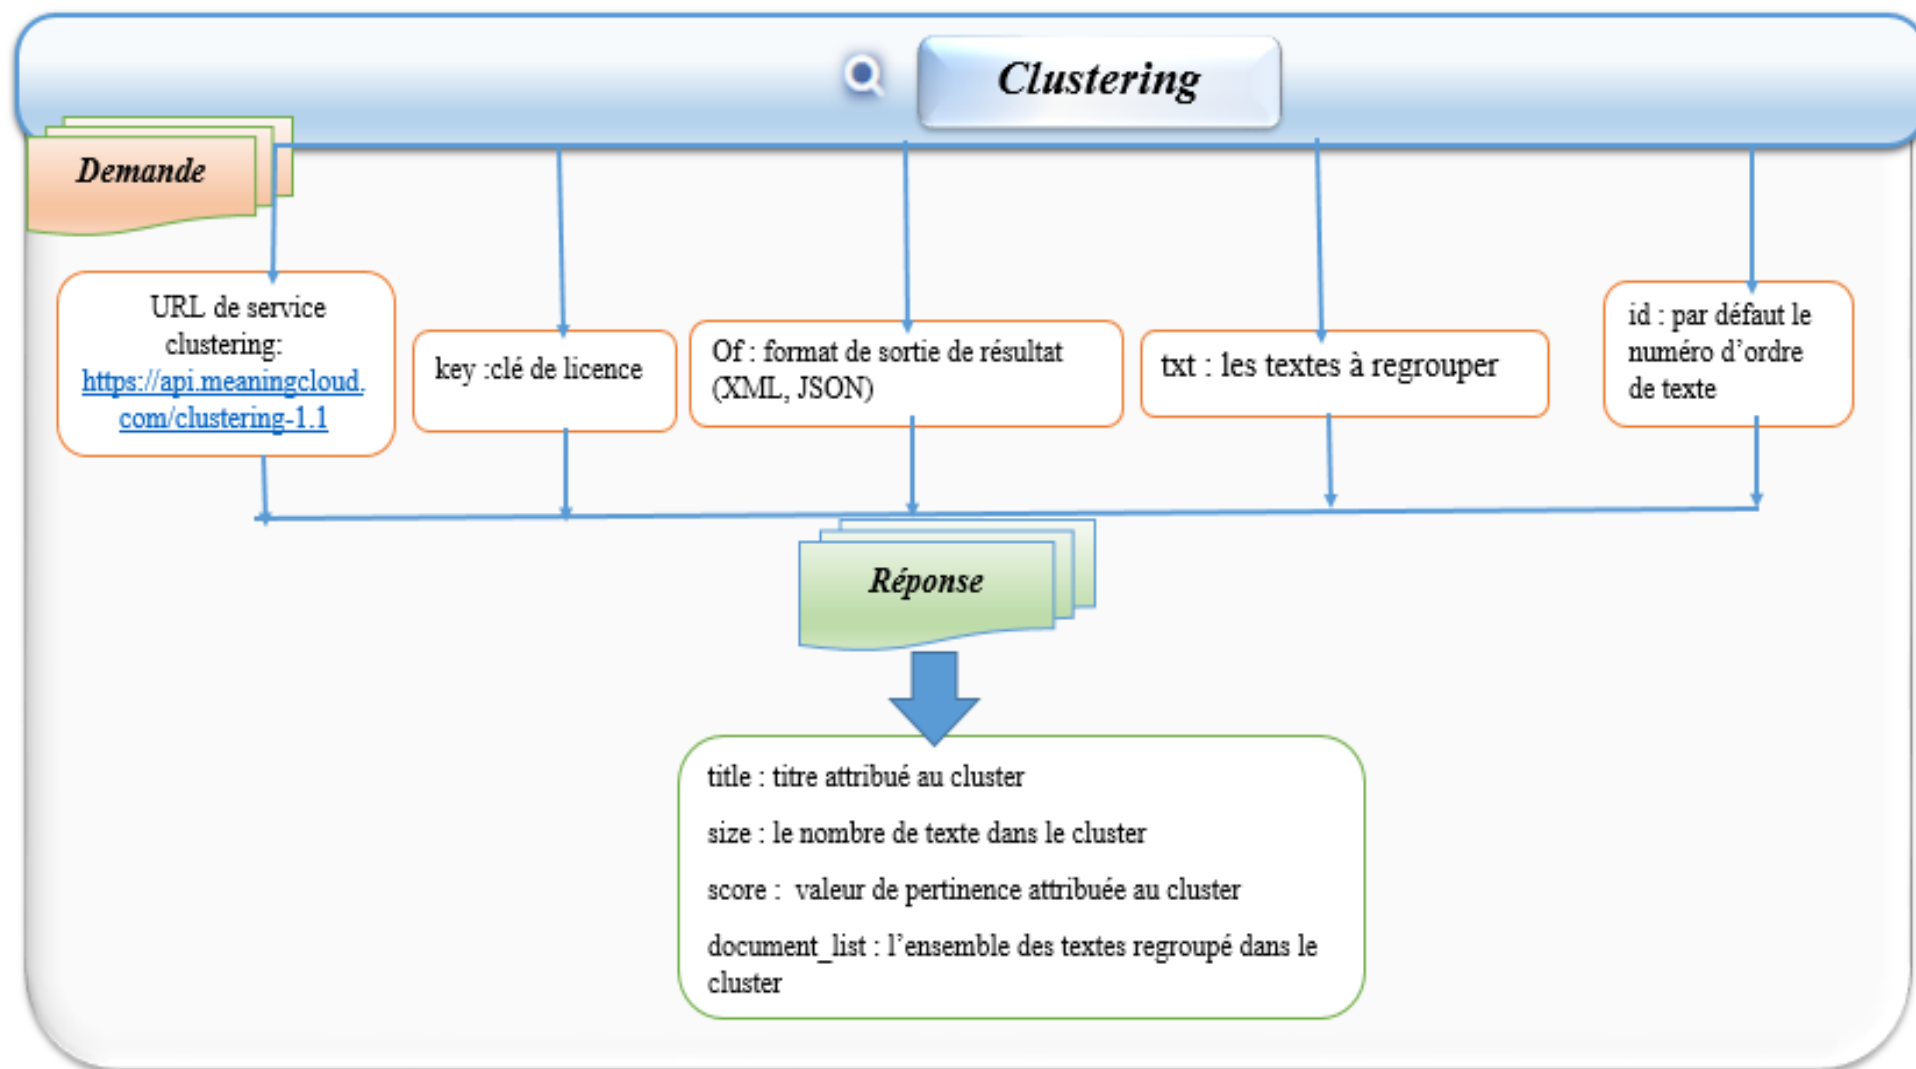 Clustering
Demande
URL de service
clustering:
https://api.meaningcloud.
com/clustering-1.1
key :clé de licence
Of : format de sortie de résultat
(XML, JSON)
txt : les textes à regrouper
id : par défaut le
numéro d’ordre
de texte
Réponse
title : titre attribué au cluster
size : le nombre de texte dans le cluster
score :  valeur de pertinence attribuée au cluster
document_list : l’ensemble des textes regroupé dans le
cluster